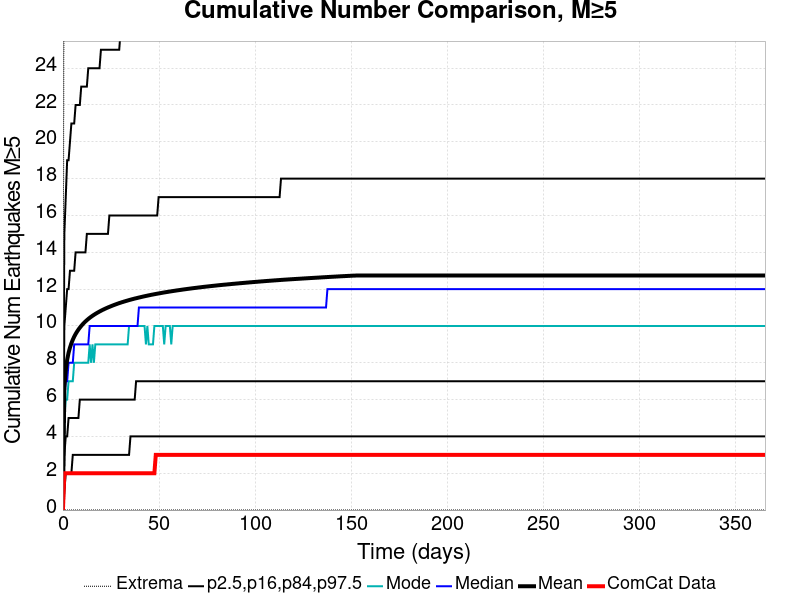 Cumulative Number Comparison, M≥5
Cumulative Num Earthquakes M≥5
24
22
20
18
16
14
12
10
8
6
4
2
0
0 50 100 150 200 250 300 350
Time (days)
Extrema p2.5,p16,p84,p97.5 Mode Median Mean ComCat Data